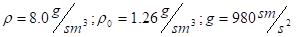 ρ = 8.0 g/sm³; ρ₀ = 1.26 g/sm³; g = 980 sm/s²